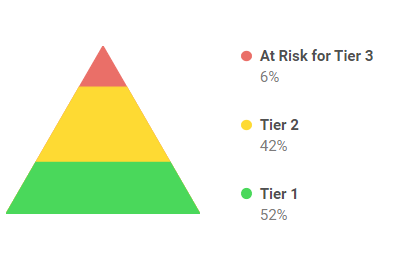 At Risk for Tier 3
6%
Tier 2
42%
Tier 1
52%